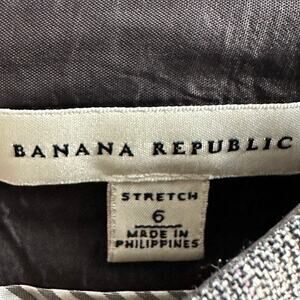 BANANA REPUBLIC
STRETCH
6
MADE IN
PHILIPPINES